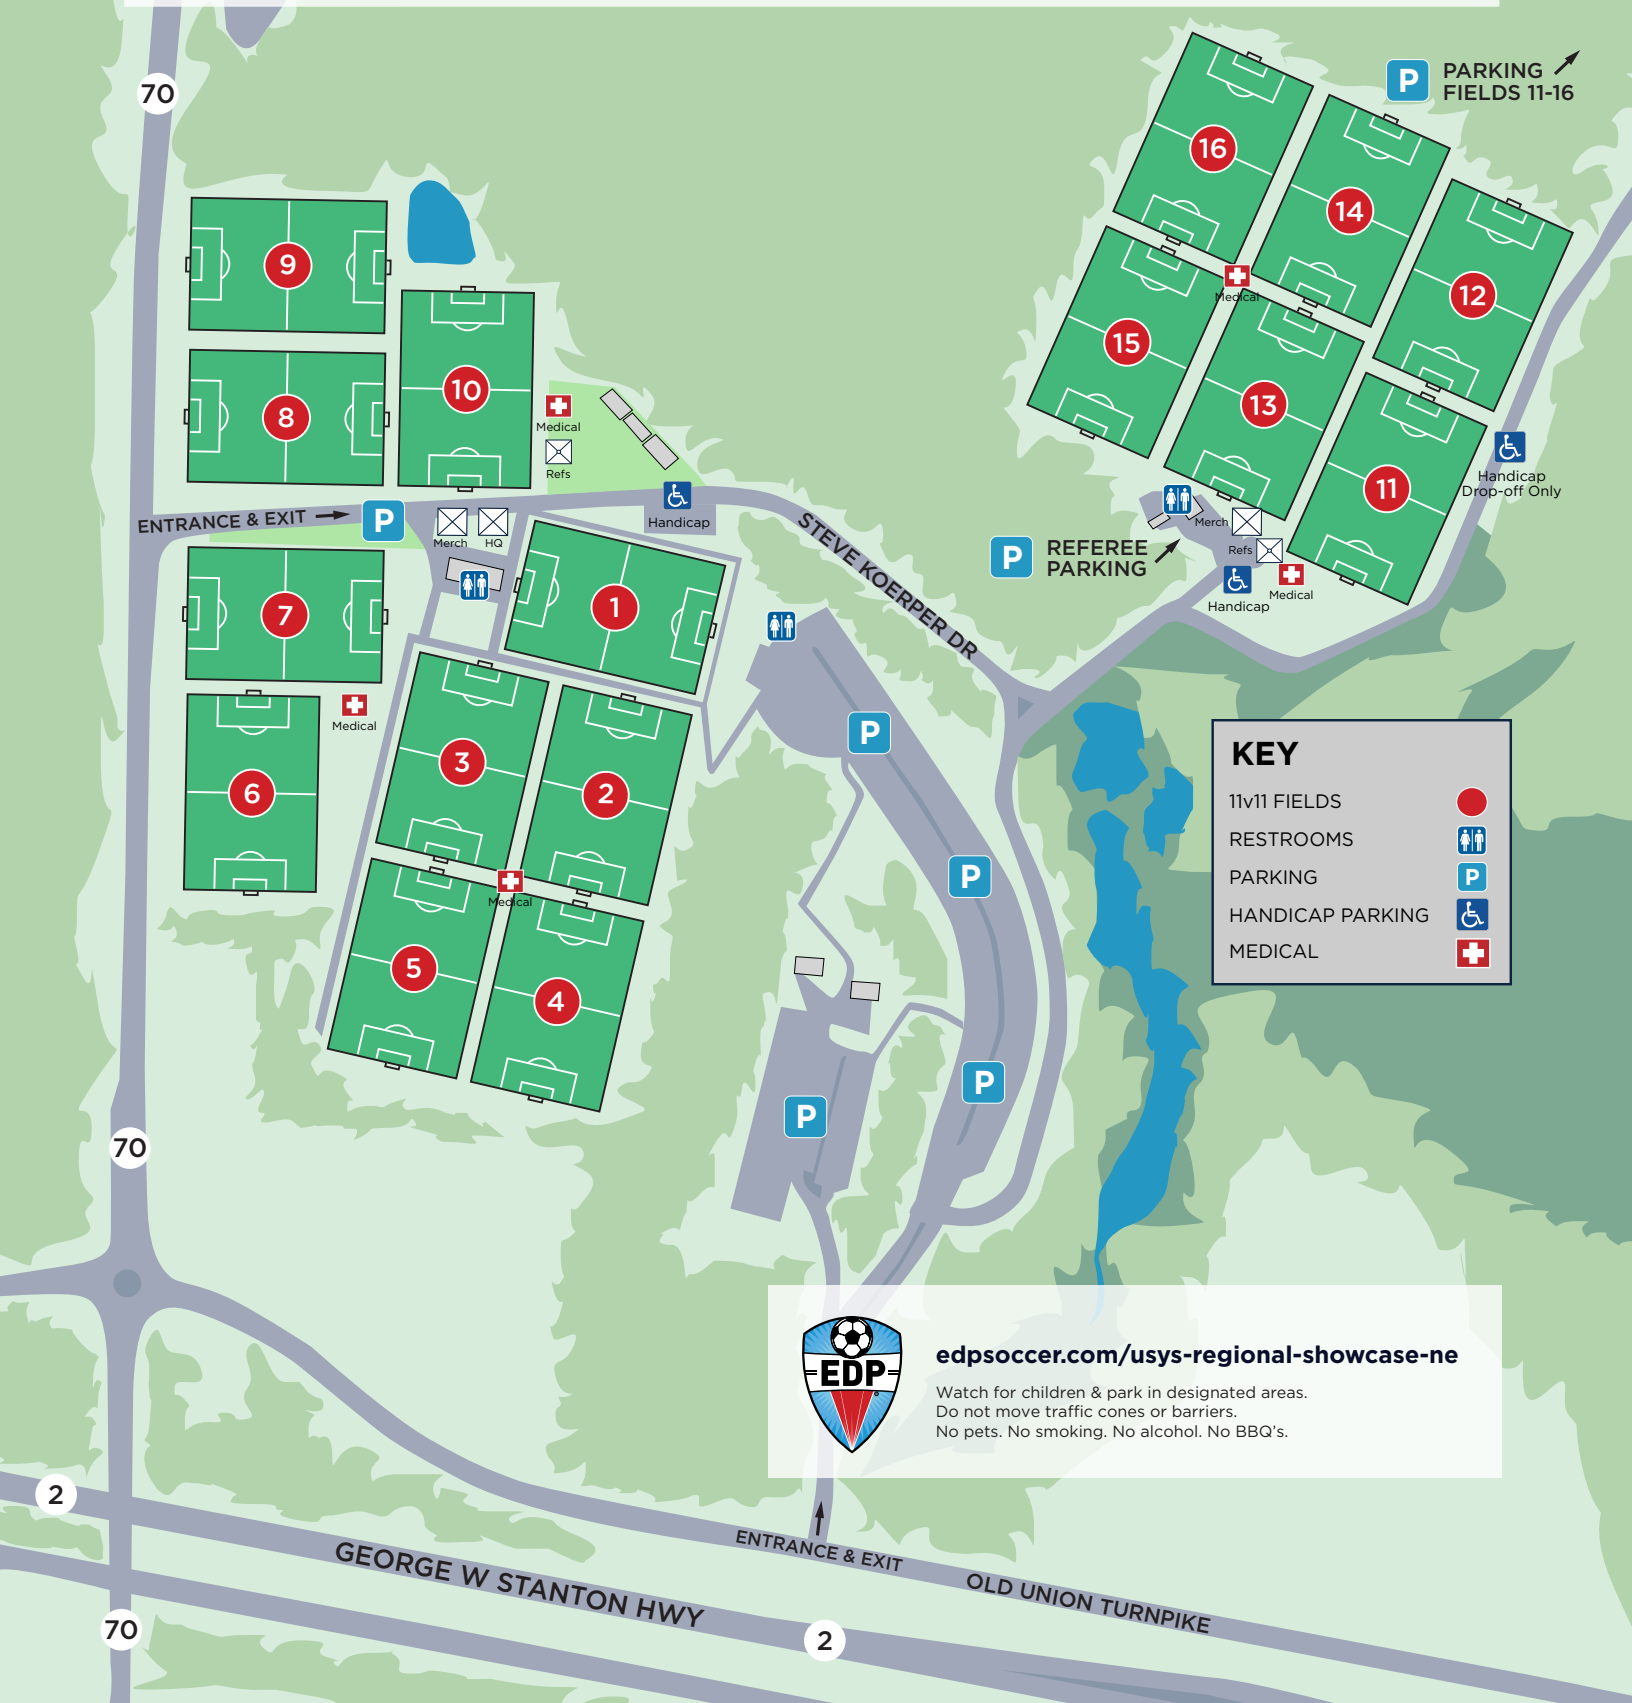 70
P PARKING
FIELDS 11-16
16
14
12
9
Medical
15
8
10
13
Medical
Refs
11
Handicap
Drop-off Only
ENTRANCE & EXIT
P
Merch
HQ
Handicap
STEVE KOERPER DR
Merch
Refs
P REFEREE
PARKING
Handicap
Medical
7
1
Medical
6
3
2
P
KEY
11v11 FIELDS
RESTROOMS
PARKING P
HANDICAP PARKING
MEDICAL
Medical
P
5
4
P
P
70
EDP
edpsoccer.com/usys-regional-showcase-ne
Watch for children & park in designated areas.
Do not move traffic cones or barriers.
No pets. No smoking. No alcohol. No BBQ's.
2
ENTRANCE & EXIT
GEORGE W STANTON HWY
OLD UNION TURNPIKE
70
2